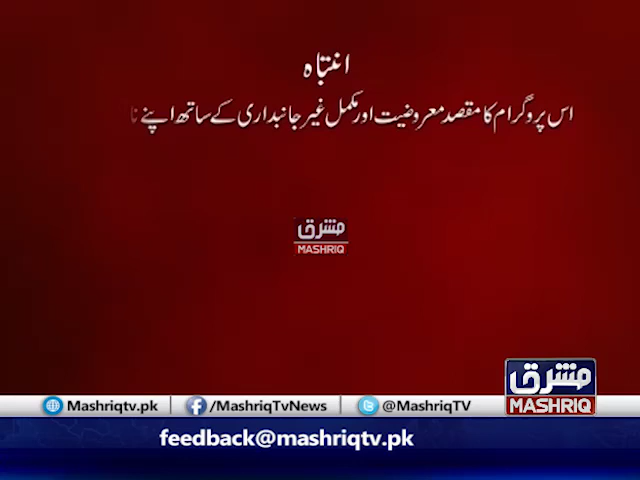 انتباہ
اس پروگرام کا مقصد معروضیت اور مکمل غیر جانبداری کے ساتھ اپنے
مشرق
MASHRIQ
مشرق
MASHRIQ
Mashriqtv.pk
/MashriqTvNews
@MashriqTV
feedback@mashriqtv.pk